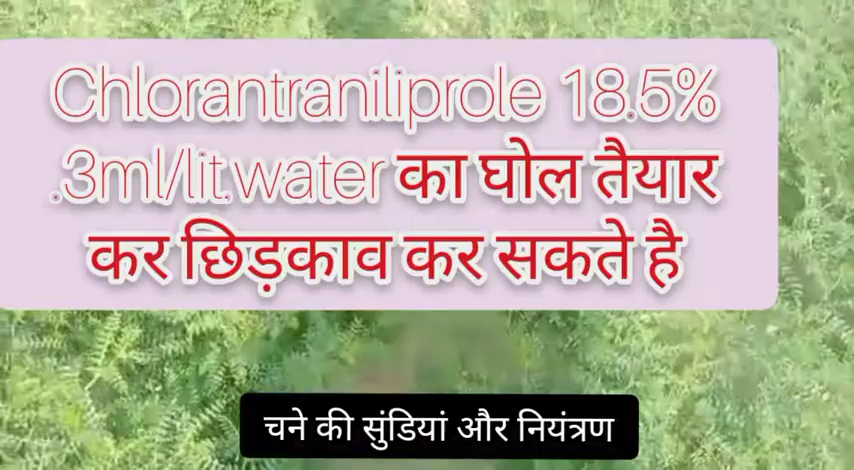 Chlorantraniliprole 18.5%
.3ml/lit.water का घोल तैयार
कर छिड़काव कर सकते है
चने की सुंडियां और नियंत्रण